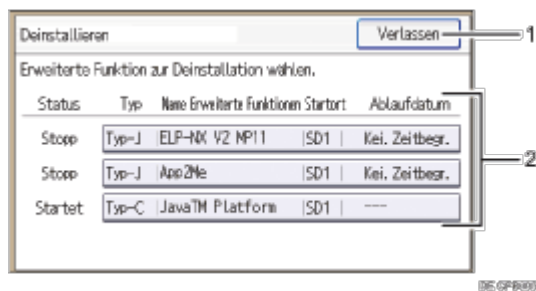 Deinstallieren
Verlassen
1
Erweiterte Funktion zur Deinstallation wählen.
Status Typ Name Erweiterte Funktionen Startort Ablaufdatum
Stopp Typ-J ELP-NX V2 MP11 SD1 Kei. Zeitbegr.
2
Stopp Typ-J App2Me SD1 Kei. Zeitbegr.
Startet Typ-C JavaTM Platform SD1 ---